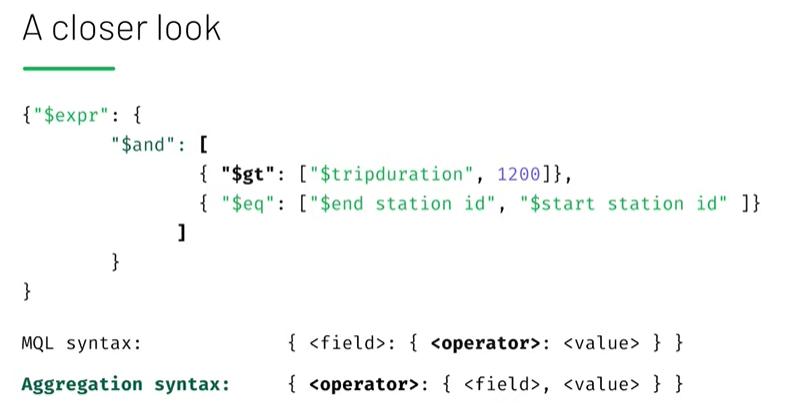 A closer look
{"$expr": {
"$and": [
{ "$gt": ["$tripduration", 1200]},
{ "$eq": ["$end station id", "$start station id" ]}
]
}
}
MQL syntax: { <field>: { <operator>: <value> } }
Aggregation syntax: { <operator>: { <field>, <value> } }